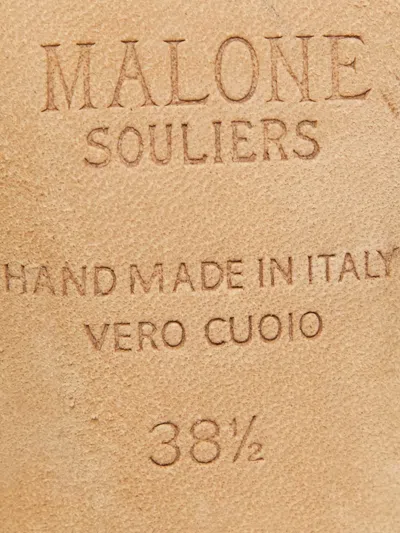 MALONE
SOULIERS
HAND MADE IN ITALY
VERO CUOIO
38½